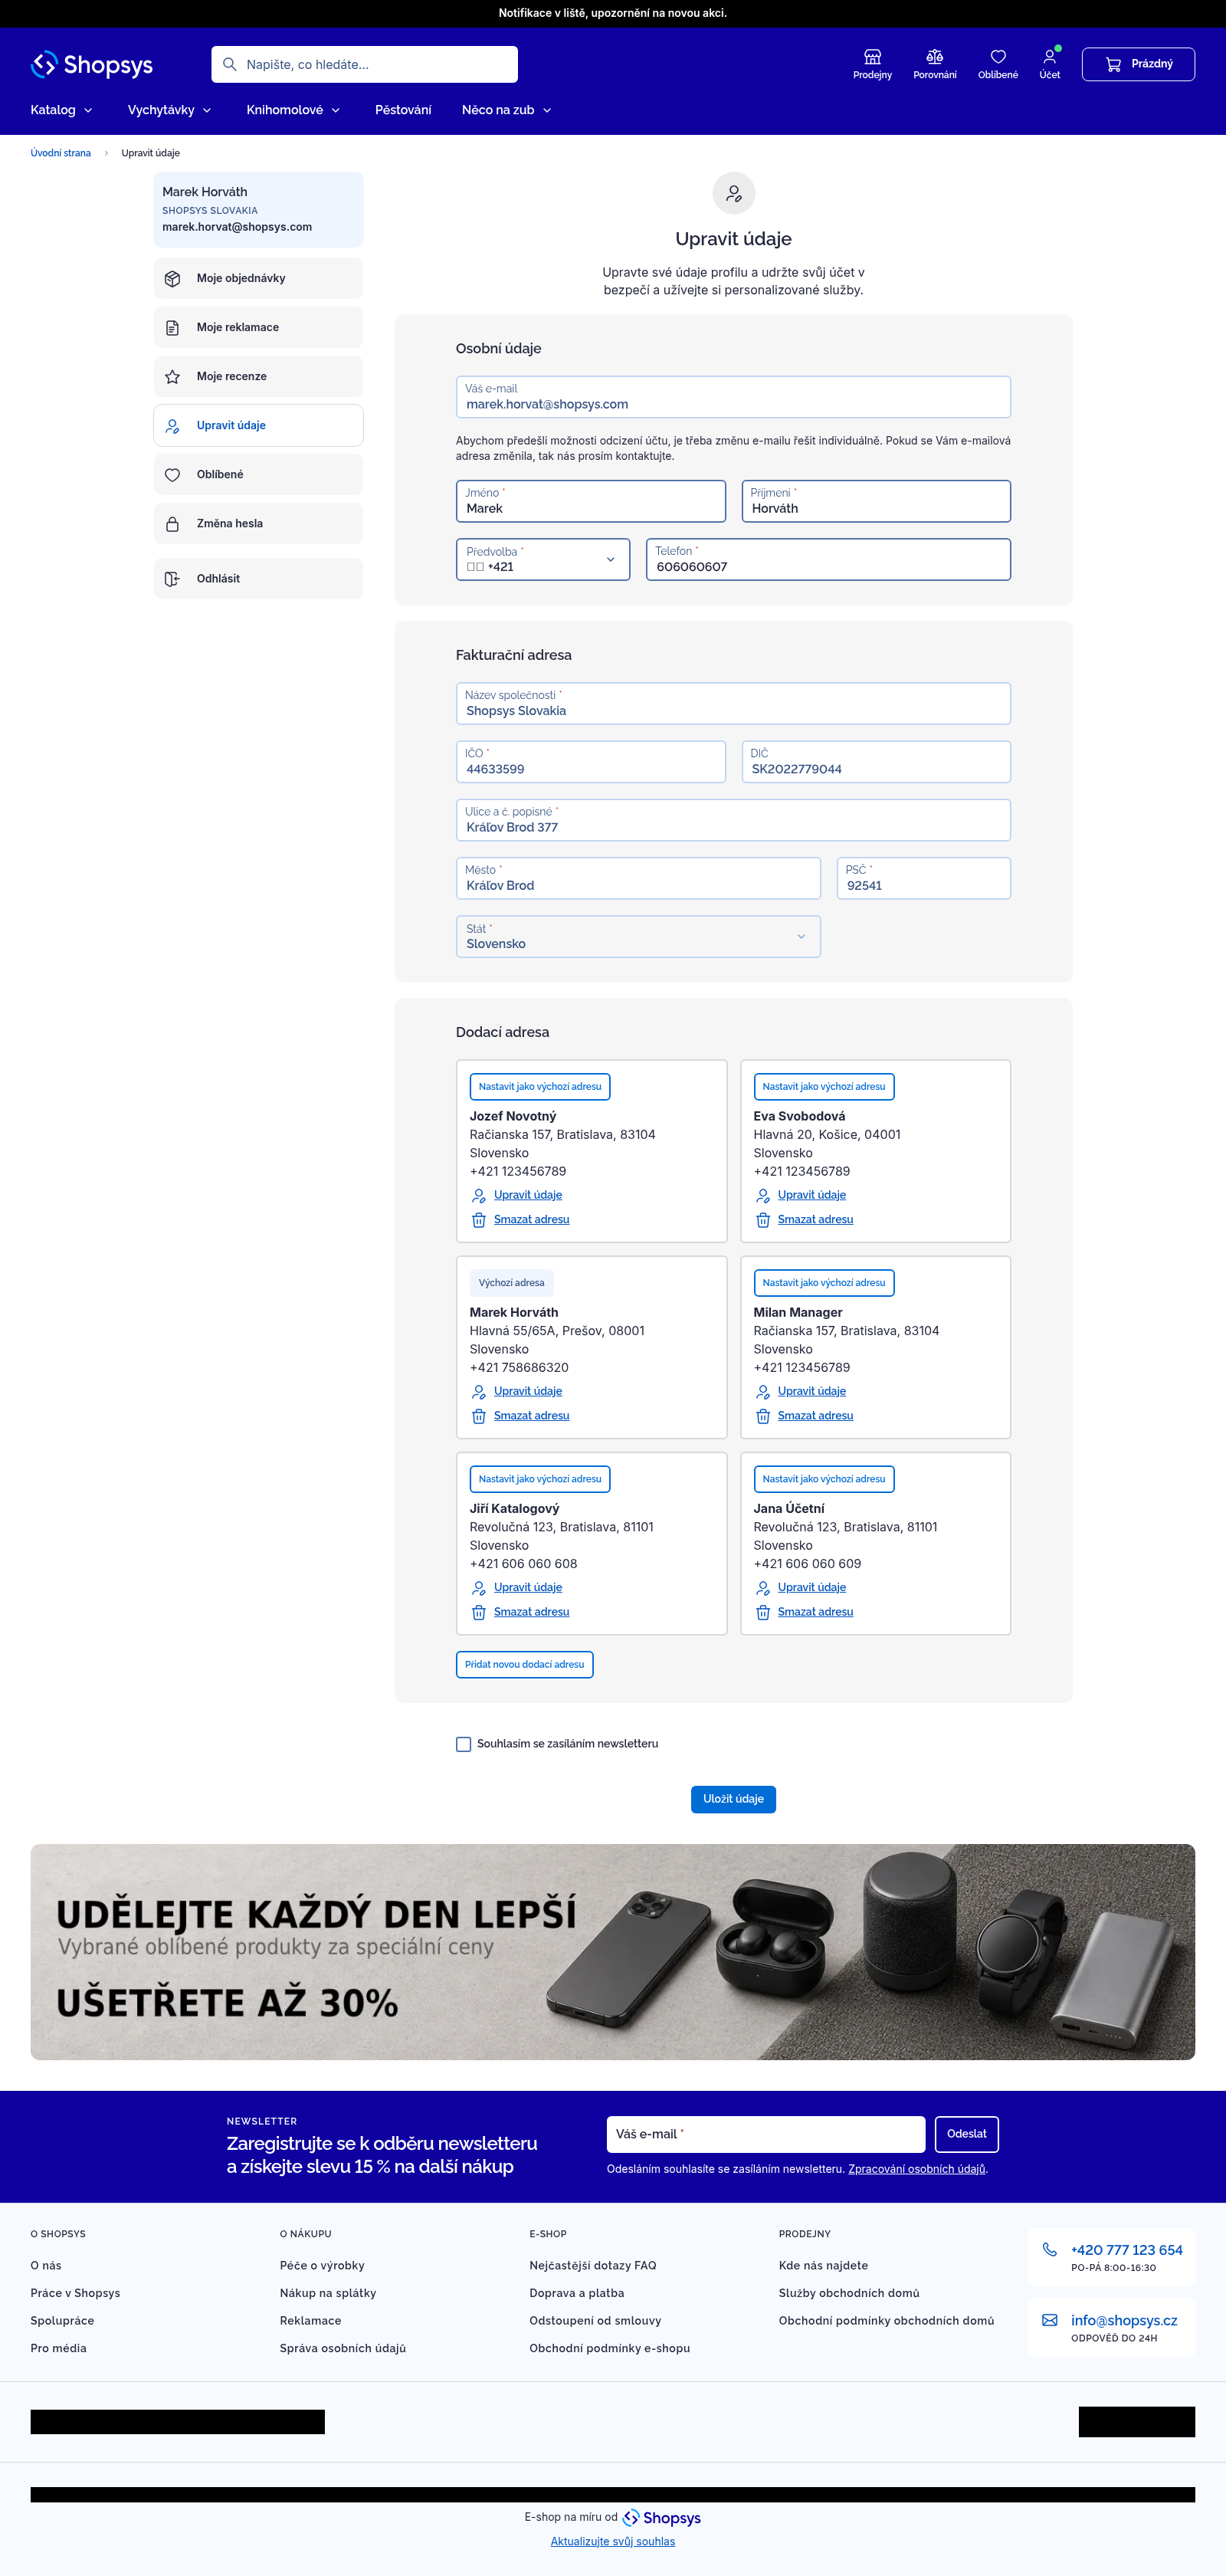 Notifikace v liště, upozornění na novou akci.
Shopsys
Napište, co hledáte...
Prodejny
Porovnání
Oblíbené
Účet
Prázdný
Katalog
Vychytávky
Knihomolové
Pěstování
Něco na zub
Úvodní strana
Upravit údaje
Marek Horváth
SHOPSYS SLOVAKIA
marek.horvat@shopsys.com
Moje objednávky
Moje reklamace
Moje recenze
Upravit údaje
Oblíbené
Změna hesla
Odhlásit
Upravit údaje
Upravte své údaje profilu a udržte svůj účet v
bezpečí a užívejte si personalizované služby.
Osobní údaje
Váš e-mail
marek.horvat@shopsys.com
Abychom předešli možnosti odcizení účtu, je třeba změnu e-mailu řešit individuálně. Pokud se Vám e-mailová
adresa změnila, tak nás prosím kontaktujte.
Jméno *
Marek
Příjmení *
Horváth
Předvolba *
+421
Telefon *
606060607
Fakturační adresa
Název společnosti *
Shopsys Slovakia
IČO *
44633599
DIČ
SK2022779044
Ulice a č. popisné *
Kráľov Brod 377
Město *
Kráľov Brod
PSČ *
92541
Stát *
Slovensko
Dodací adresa
Nastavit jako výchozí adresu
Jozef Novotný
Račianska 157, Bratislava, 83104
Slovensko
+421 123456789
Upravit údaje
Smazat adresu
Nastavit jako výchozí adresu
Eva Svobodová
Hlavná 20, Košice, 04001
Slovensko
+421 123456789
Upravit údaje
Smazat adresu
Výchozí adresa
Marek Horváth
Hlavná 55/65A, Prešov, 08001
Slovensko
+421 758686320
Upravit údaje
Smazat adresu
Nastavit jako výchozí adresu
Milan Manager
Račianska 157, Bratislava, 83104
Slovensko
+421 123456789
Upravit údaje
Smazat adresu
Nastavit jako výchozí adresu
Jiří Katalogový
Revolučná 123, Bratislava, 81101
Slovensko
+421 606 060 608
Upravit údaje
Smazat adresu
Nastavit jako výchozí adresu
Jana Účetní
Revolučná 123, Bratislava, 81101
Slovensko
+421 606 060 609
Upravit údaje
Smazat adresu
Přidat novou dodací adresu
Souhlasím se zasíláním newsletteru
Uložit údaje
UDĚLEJTE KAŽDÝ DEN LEPŠÍ
Vybrané oblíbené produkty za speciální ceny
UŠETŘETE AŽ 30%
NEWSLETTER
Zaregistrujte se k odběru newsletteru
a získejte slevu 15 % na další nákup
Váš e-mail *
Odeslat
Odesláním souhlasíte se zasíláním newsletteru. Zpracování osobních údajů.
O SHOPSYS
O nás
Práce v Shopsys
Spolupráce
Pro média
O NÁKUPU
Péče o výrobky
Nákup na splátky
Reklamace
Správa osobních údajů
E-SHOP
Nejčastější dotazy FAQ
Doprava a platba
Odstoupení od smlouvy
Obchodní podmínky e-shopu
PRODEJNY
Kde nás najdete
Služby obchodních domů
Obchodní podmínky obchodních domů
+420 777 123 654
PO-PÁ 8:00-16:30
info@shopsys.cz
ODPOVĚĎ DO 24H
E-shop na míru od Shopsys
Aktualizujte svůj souhlas